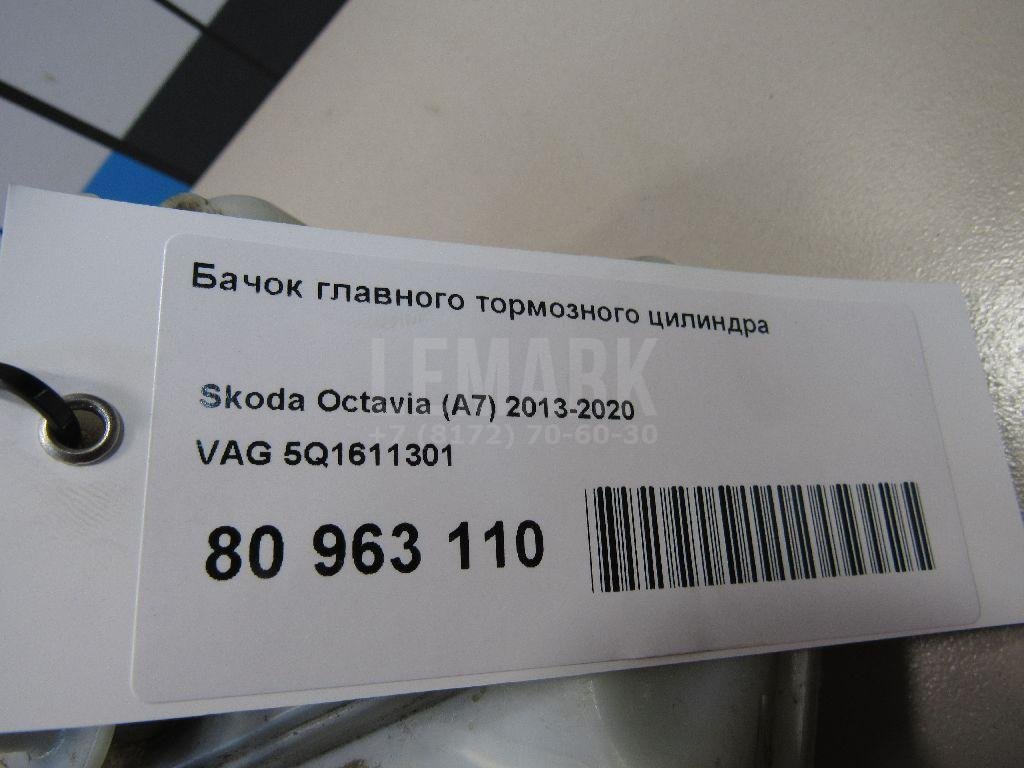 Бачок главного тормозного цилиндра
LEMARK
Skoda Octavia (A7) 2013-2020
+7 (8172) 70-60-30
VAG 5Q1611301
80 963 110